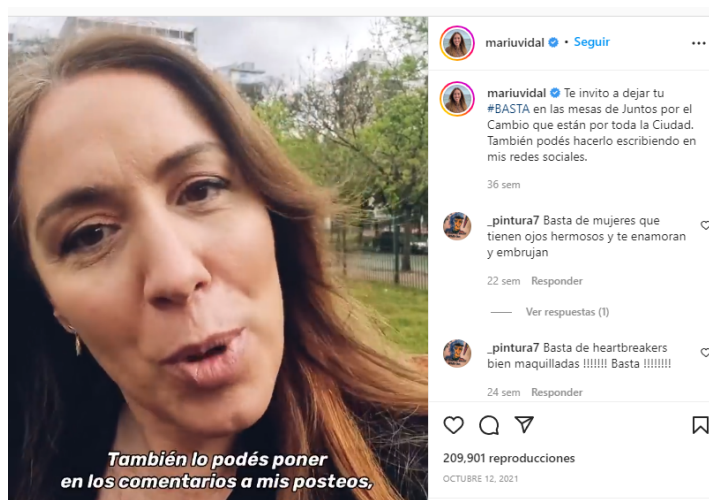 mariuvidal • Seguir
mariuvidal Te invito a dejar tu
#BASTA en las mesas de Juntos por el
Cambio que están por toda la Ciudad.
También podés hacerlo escribiendo en
mis redes sociales.
36 sem
_pintura7 Basta de mujeres que
tienen ojos hermosos y te enamoran
y embrujan
22 sem Responder
Ver respuestas (1)
_pintura7 Basta de heartbreakers
bien maquilladas !!!!!!! Basta !!!!!!!!
24 sem Responder
209,901 reproducciones
OCTUBRE 12, 2021
También lo podés poner
en los comentarios a mis posteos,